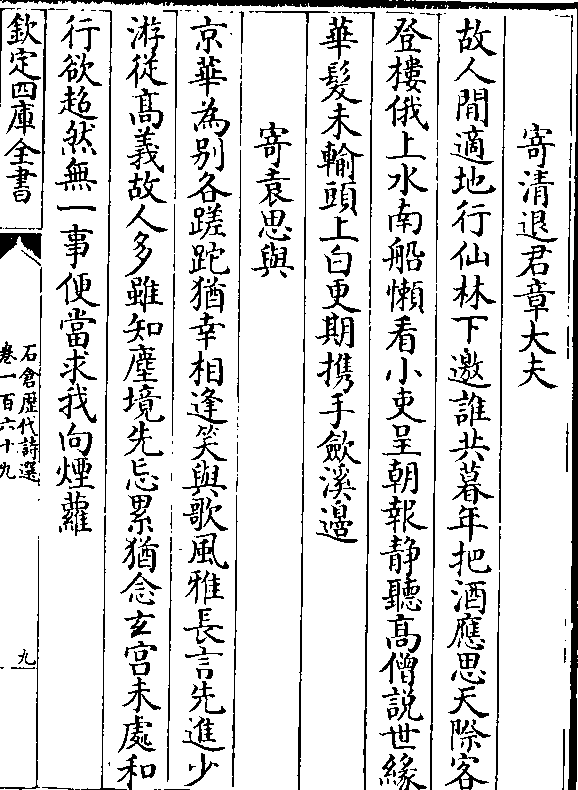 寄清退君章大夫
故人閒適地行仙林下邀誰共暮年把酒應思天際客
登樓俄上水南船懶看小吏呈朝報静聽髙僧説世緣
華髮未輸頭上白更期携手歙溪邉
寄袁思與
京華為别各蹉跎猶幸相逢笑與歌風雅長言先進少
游從髙義故人多雖知塵境先忘累猶念玄宫未處和
行欲超然無一事便當求我向煙蘿
欽定四庫全書
石倉歴代詩選
卷一百六十九
九